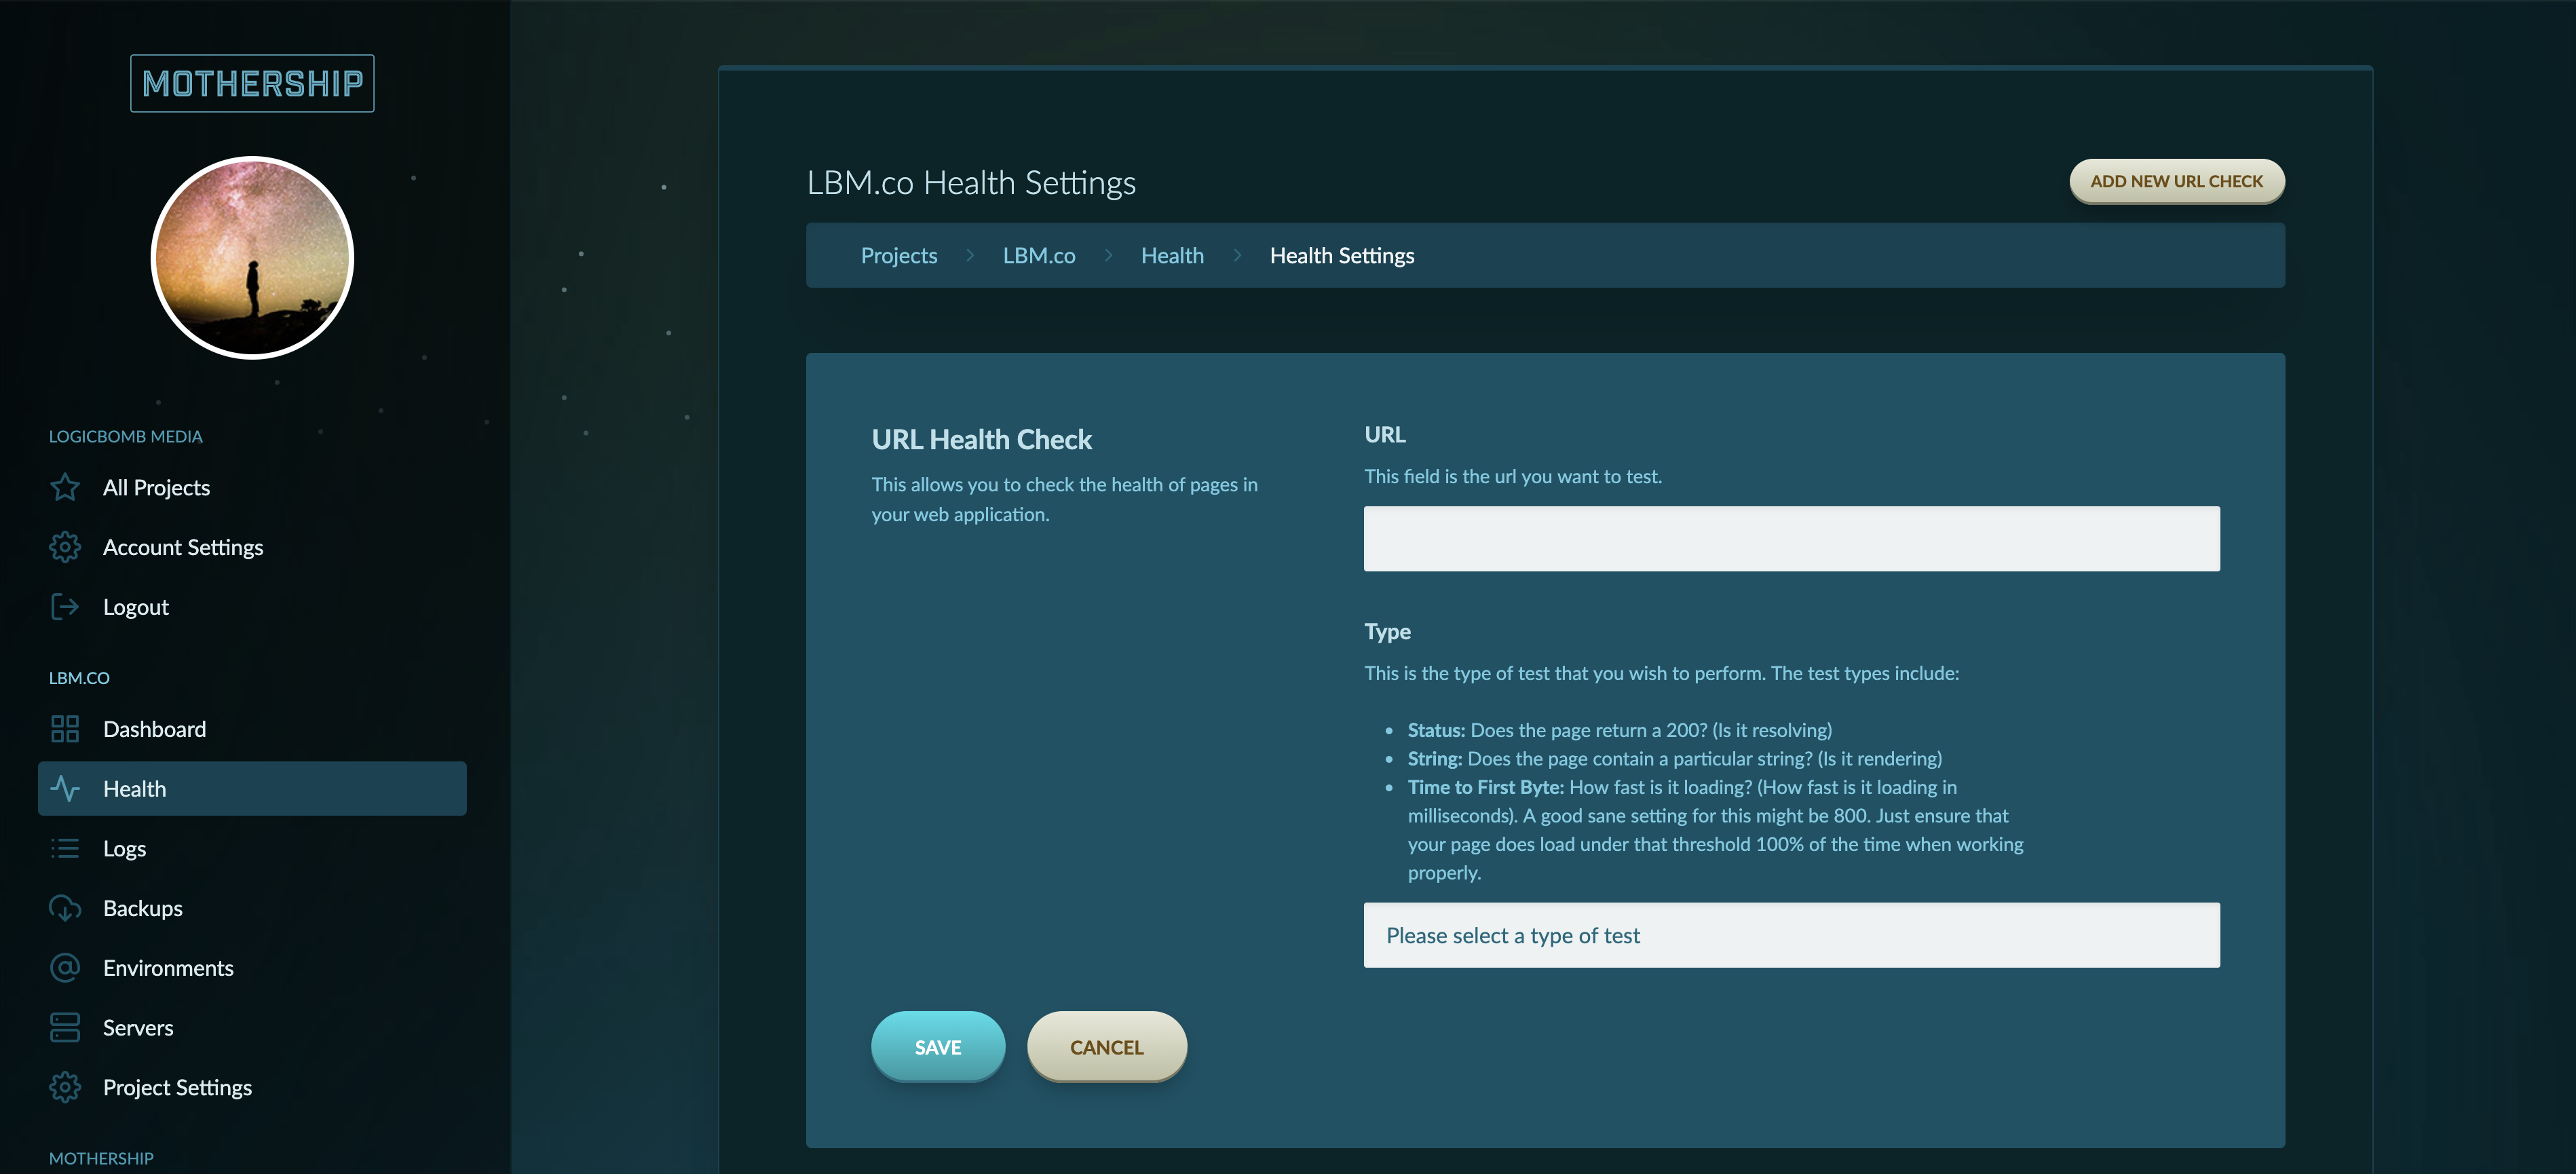 MOTHERSHIP
LOGICBOMB MEDIA
All Projects
Account Settings
Logout
LBM.CO
Dashboard
Health
Logs
Backups
Environments
Servers
Project Settings
MOTHERSHIP
LBM.co Health Settings
ADD NEW URL CHECK
Projects
LBM.co
Health
Health Settings
URL Health Check
This allows you to check the health of pages in
your web application.
URL
This field is the url you want to test.
Type
This is the type of test that you wish to perform. The test types include:
• Status: Does the page return a 200? (Is it resolving)
• String: Does the page contain a particular string? (Is it rendering)
• Time to First Byte: How fast is it loading? (How fast is it loading in
milliseconds). A good sane setting for this might be 800. Just ensure that
your page does load under that threshold 100% of the time when working
properly.
Please select a type of test
SAVE
CANCEL